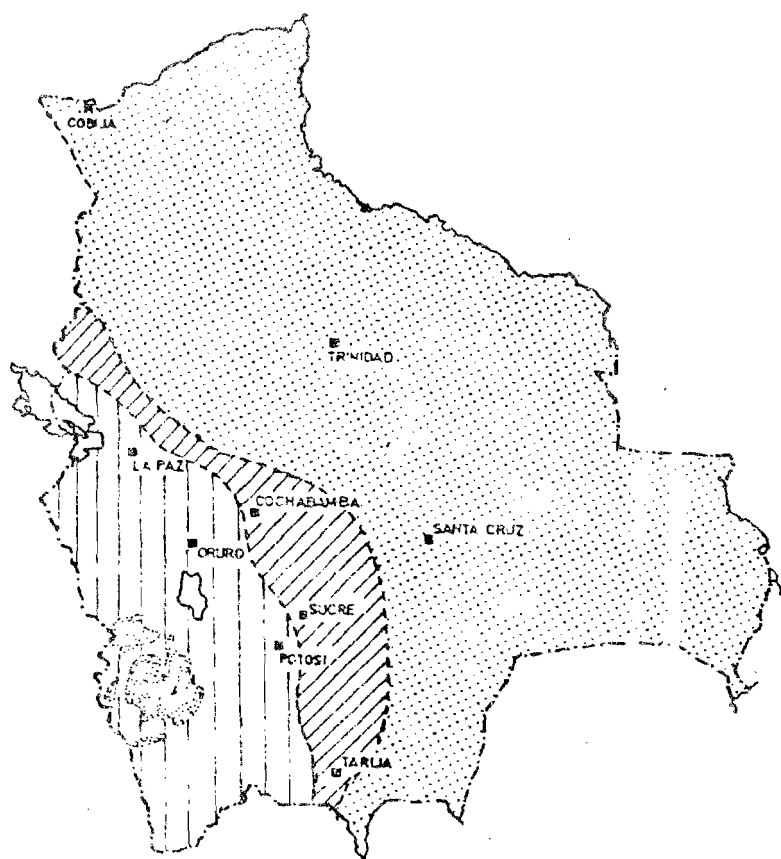 COBIJA
TRINIDAD
LA PAZ
COCHABAMBA
SANTA CRUZ
ORURO
SUCRE
POTOSI
TARIJA